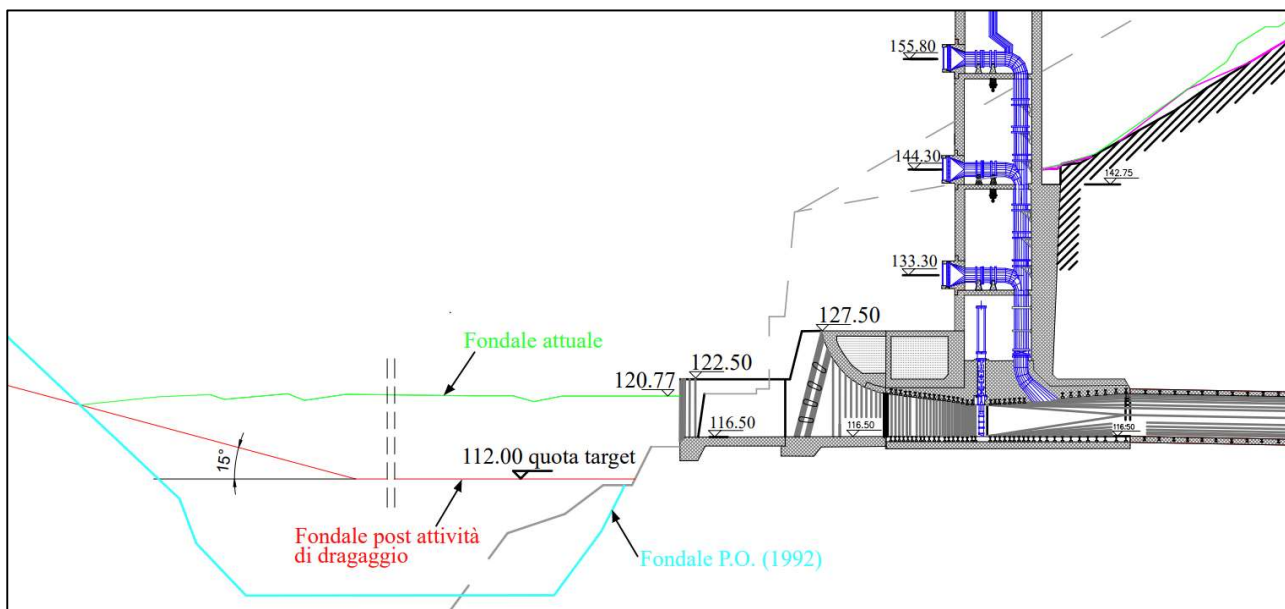 155.80
144.30
142.75
133.30
127.50
Fondale attuale
122.50
120.77
116.50
116.50
116.50
15°
112.00 quota target
Fondale post attività
di dragaggio
Fondale P.O. (1992)